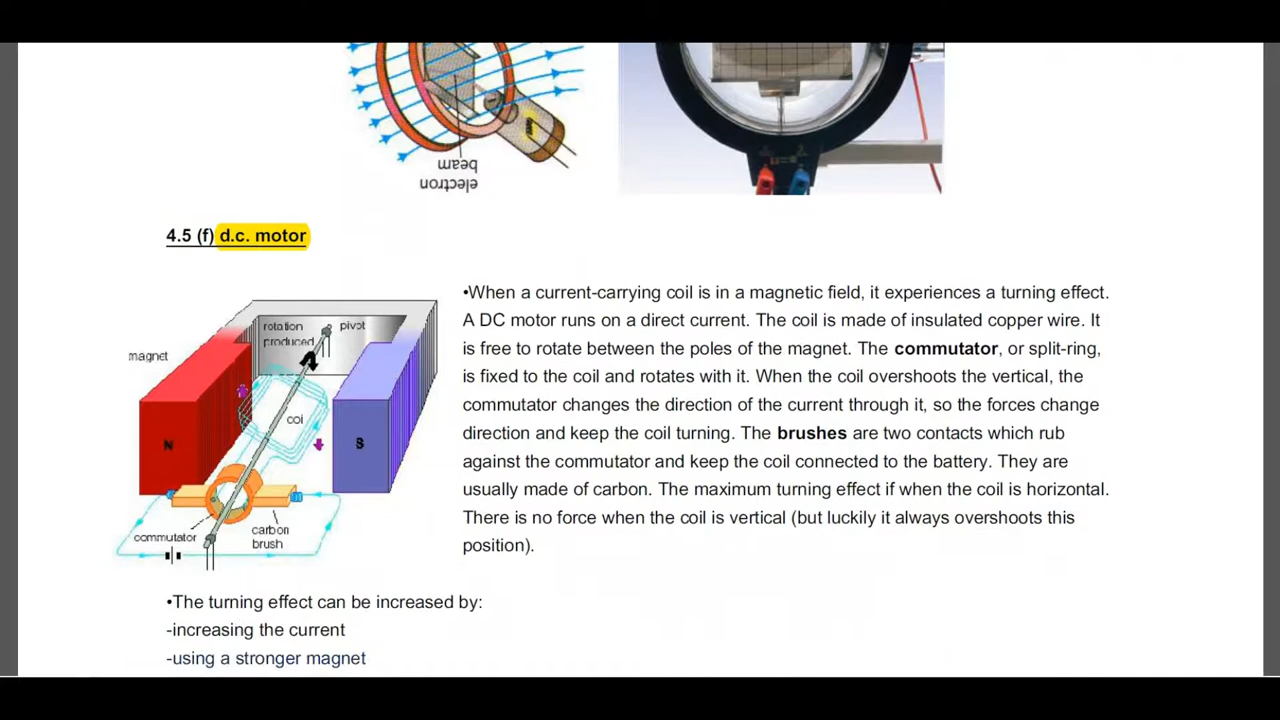 electron
beam
4.5 (f) d.c. motor
rotation
produced
pivot
magnet
coi
N
S
commutator
carbon
brush
•When a current-carrying coil is in a magnetic field, it experiences a turning effect.
A DC motor runs on a direct current. The coil is made of insulated copper wire. It
is free to rotate between the poles of the magnet. The commutator, or split-ring,
is fixed to the coil and rotates with it. When the coil overshoots the vertical, the
commutator changes the direction of the current through it, so the forces change
direction and keep the coil turning. The brushes are two contacts which rub
against the commutator and keep the coil connected to the battery. They are
usually made of carbon. The maximum turning effect if when the coil is horizontal.
There is no force when the coil is vertical (but luckily it always overshoots this
position).
•The turning effect can be increased by:
-increasing the current
-using a stronger magnet